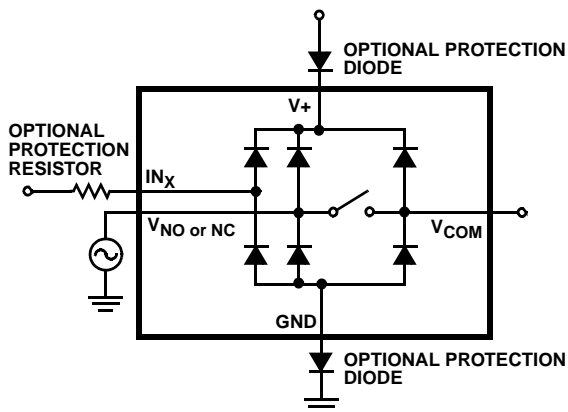 OPTIONAL PROTECTION
DIODE
V+
OPTIONAL
PROTECTION
RESISTOR
INX
VNO or NC
VCOM
GND
OPTIONAL PROTECTION
DIODE